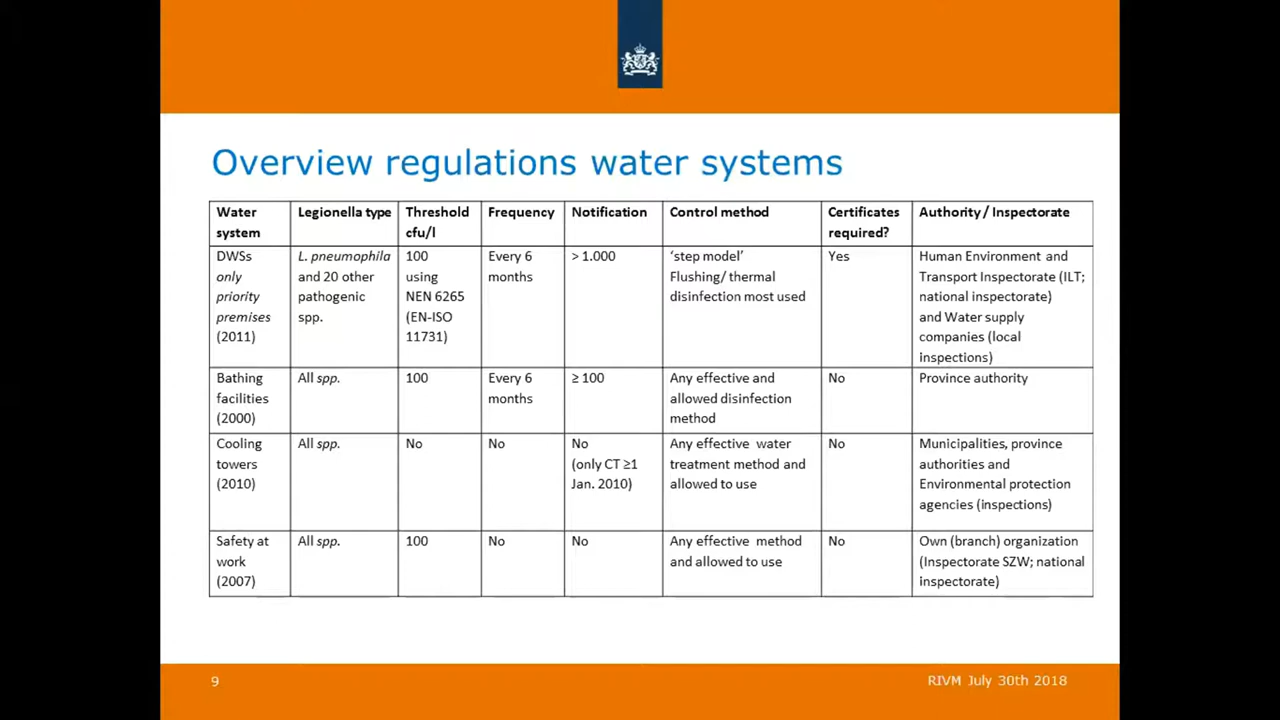 Overview regulations water systems
Water system | Legionella type | Threshold cfu/l | Frequency | Notification | Control method | Certificates required? | Authority / Inspectorate
DWSs only priority premises (2011) | L. pneumophila and 20 other pathogenic spp. | 100 using NEN 6265 (EN-ISO 11731) | Every 6 months | > 1.000 | ‘step model’ Flushing/ thermal disinfection most used | Yes | Human Environment and Transport Inspectorate (ILT; national inspectorate) and Water supply companies (local inspections)
Bathing facilities (2000) | All spp. | 100 | Every 6 months | ≥ 100 | Any effective and allowed disinfection method | No | Province authority
Cooling towers (2010) | All spp. | No | No | No (only CT ≥1 Jan. 2010) | Any effective water treatment method and allowed to use | No | Municipalities, province authorities and Environmental protection agencies (inspections)
Safety at work (2007) | All spp. | 100 | No | No | Any effective method and allowed to use | No | Own (branch) organization (Inspectorate SZW; national inspectorate)
9
RIVM July 30th 2018